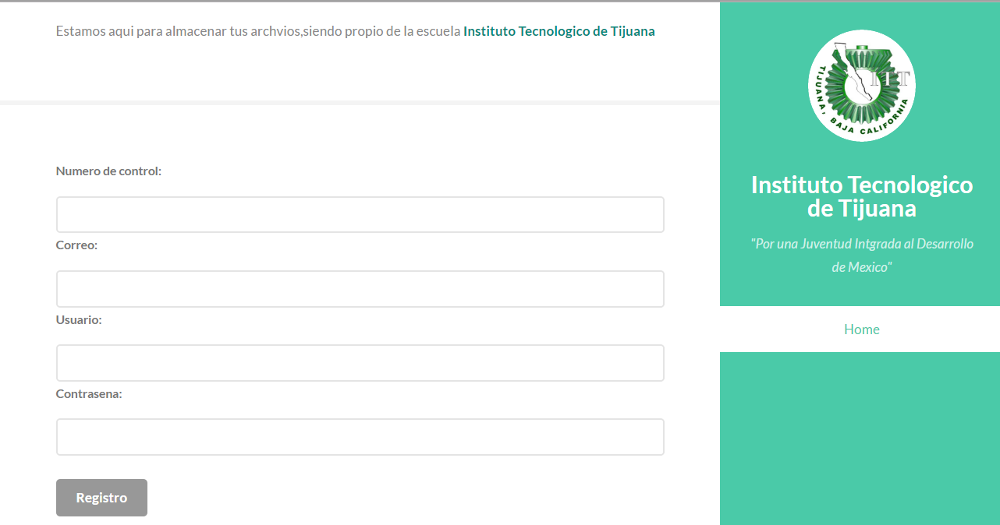 Estamos aqui para almacenar tus archvios,siendo propio de la escuela Instituto Tecnologico de Tijuana
Numero de control:
Correo:
Usuario:
Contrasena:
Registro
ITT
TIJUANA, BAJA CALIFORNIA
Instituto Tecnologico
de Tijuana
"Por una Juventud Intgrada al Desarrollo
de Mexico"
Home